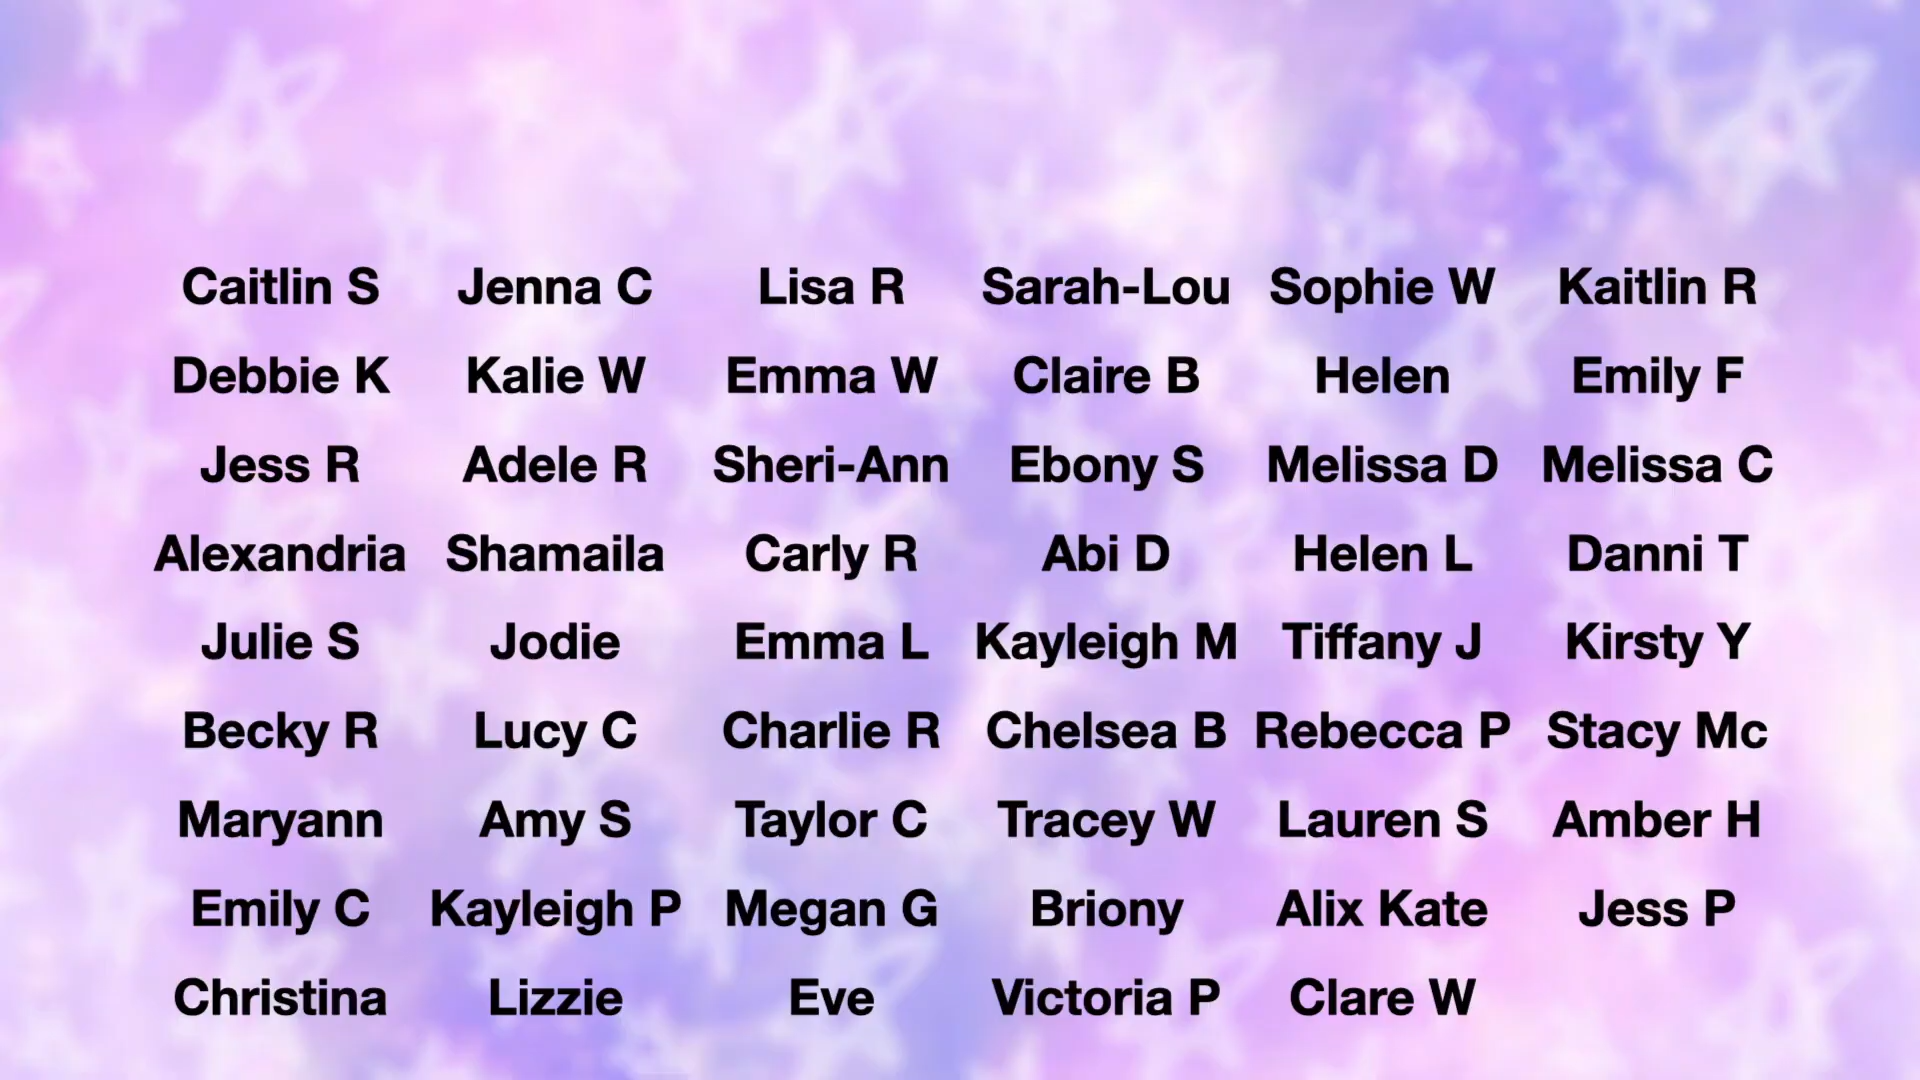 Caitlin S Jenna C Lisa R Sarah-Lou Sophie W Kaitlin R
Debbie K Kalie W Emma W Claire B Helen Emily F
Jess R Adele R Sheri-Ann Ebony S Melissa D Melissa C
Alexandria Shamaila Carly R Abi D Helen L Danni T
Julie S Jodie Emma L Kayleigh M Tiffany J Kirsty Y
Becky R Lucy C Charlie R Chelsea B Rebecca P Stacy Mc
Maryann Amy S Taylor C Tracey W Lauren S Amber H
Emily C Kayleigh P Megan G Briony Alix Kate Jess P
Christina Lizzie Eve Victoria P Clare W